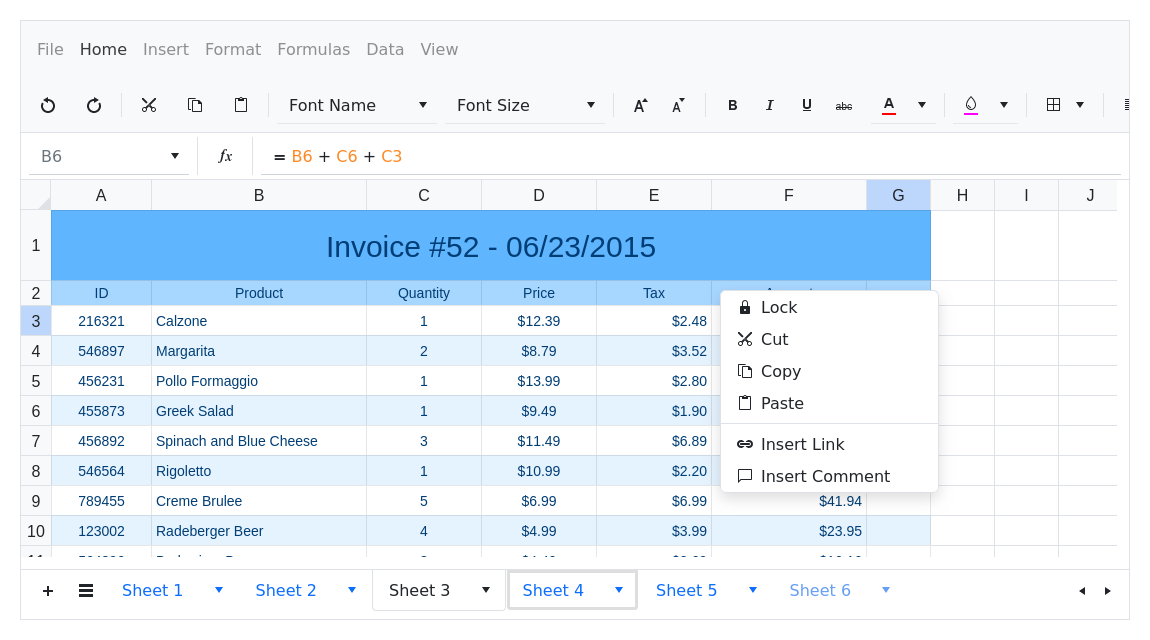 File Home Insert Format Formulas Data View
Font Name Font Size A A B I U abc A
B6 fx = B6 + C6 + C3
A B C D E F G H I J
1 Invoice #52 - 06/23/2015
2 ID Product Quantity Price Tax
3 216321 Calzone 1 $12.39 $2.48
4 546897 Margarita 2 $8.79 $3.52
5 456231 Pollo Formaggio 1 $13.99 $2.80
6 455873 Greek Salad 1 $9.49 $1.90
7 456892 Spinach and Blue Cheese 3 $11.49 $6.89
8 546564 Rigoletto 1 $10.99 $2.20
9 789455 Creme Brulee 5 $6.99 $6.99 $41.94
10 123002 Radeberger Beer 4 $4.99 $3.99 $23.95
Lock
Cut
Copy
Paste
Insert Link
Insert Comment
+ Sheet 1 Sheet 2 Sheet 3 Sheet 4 Sheet 5 Sheet 6